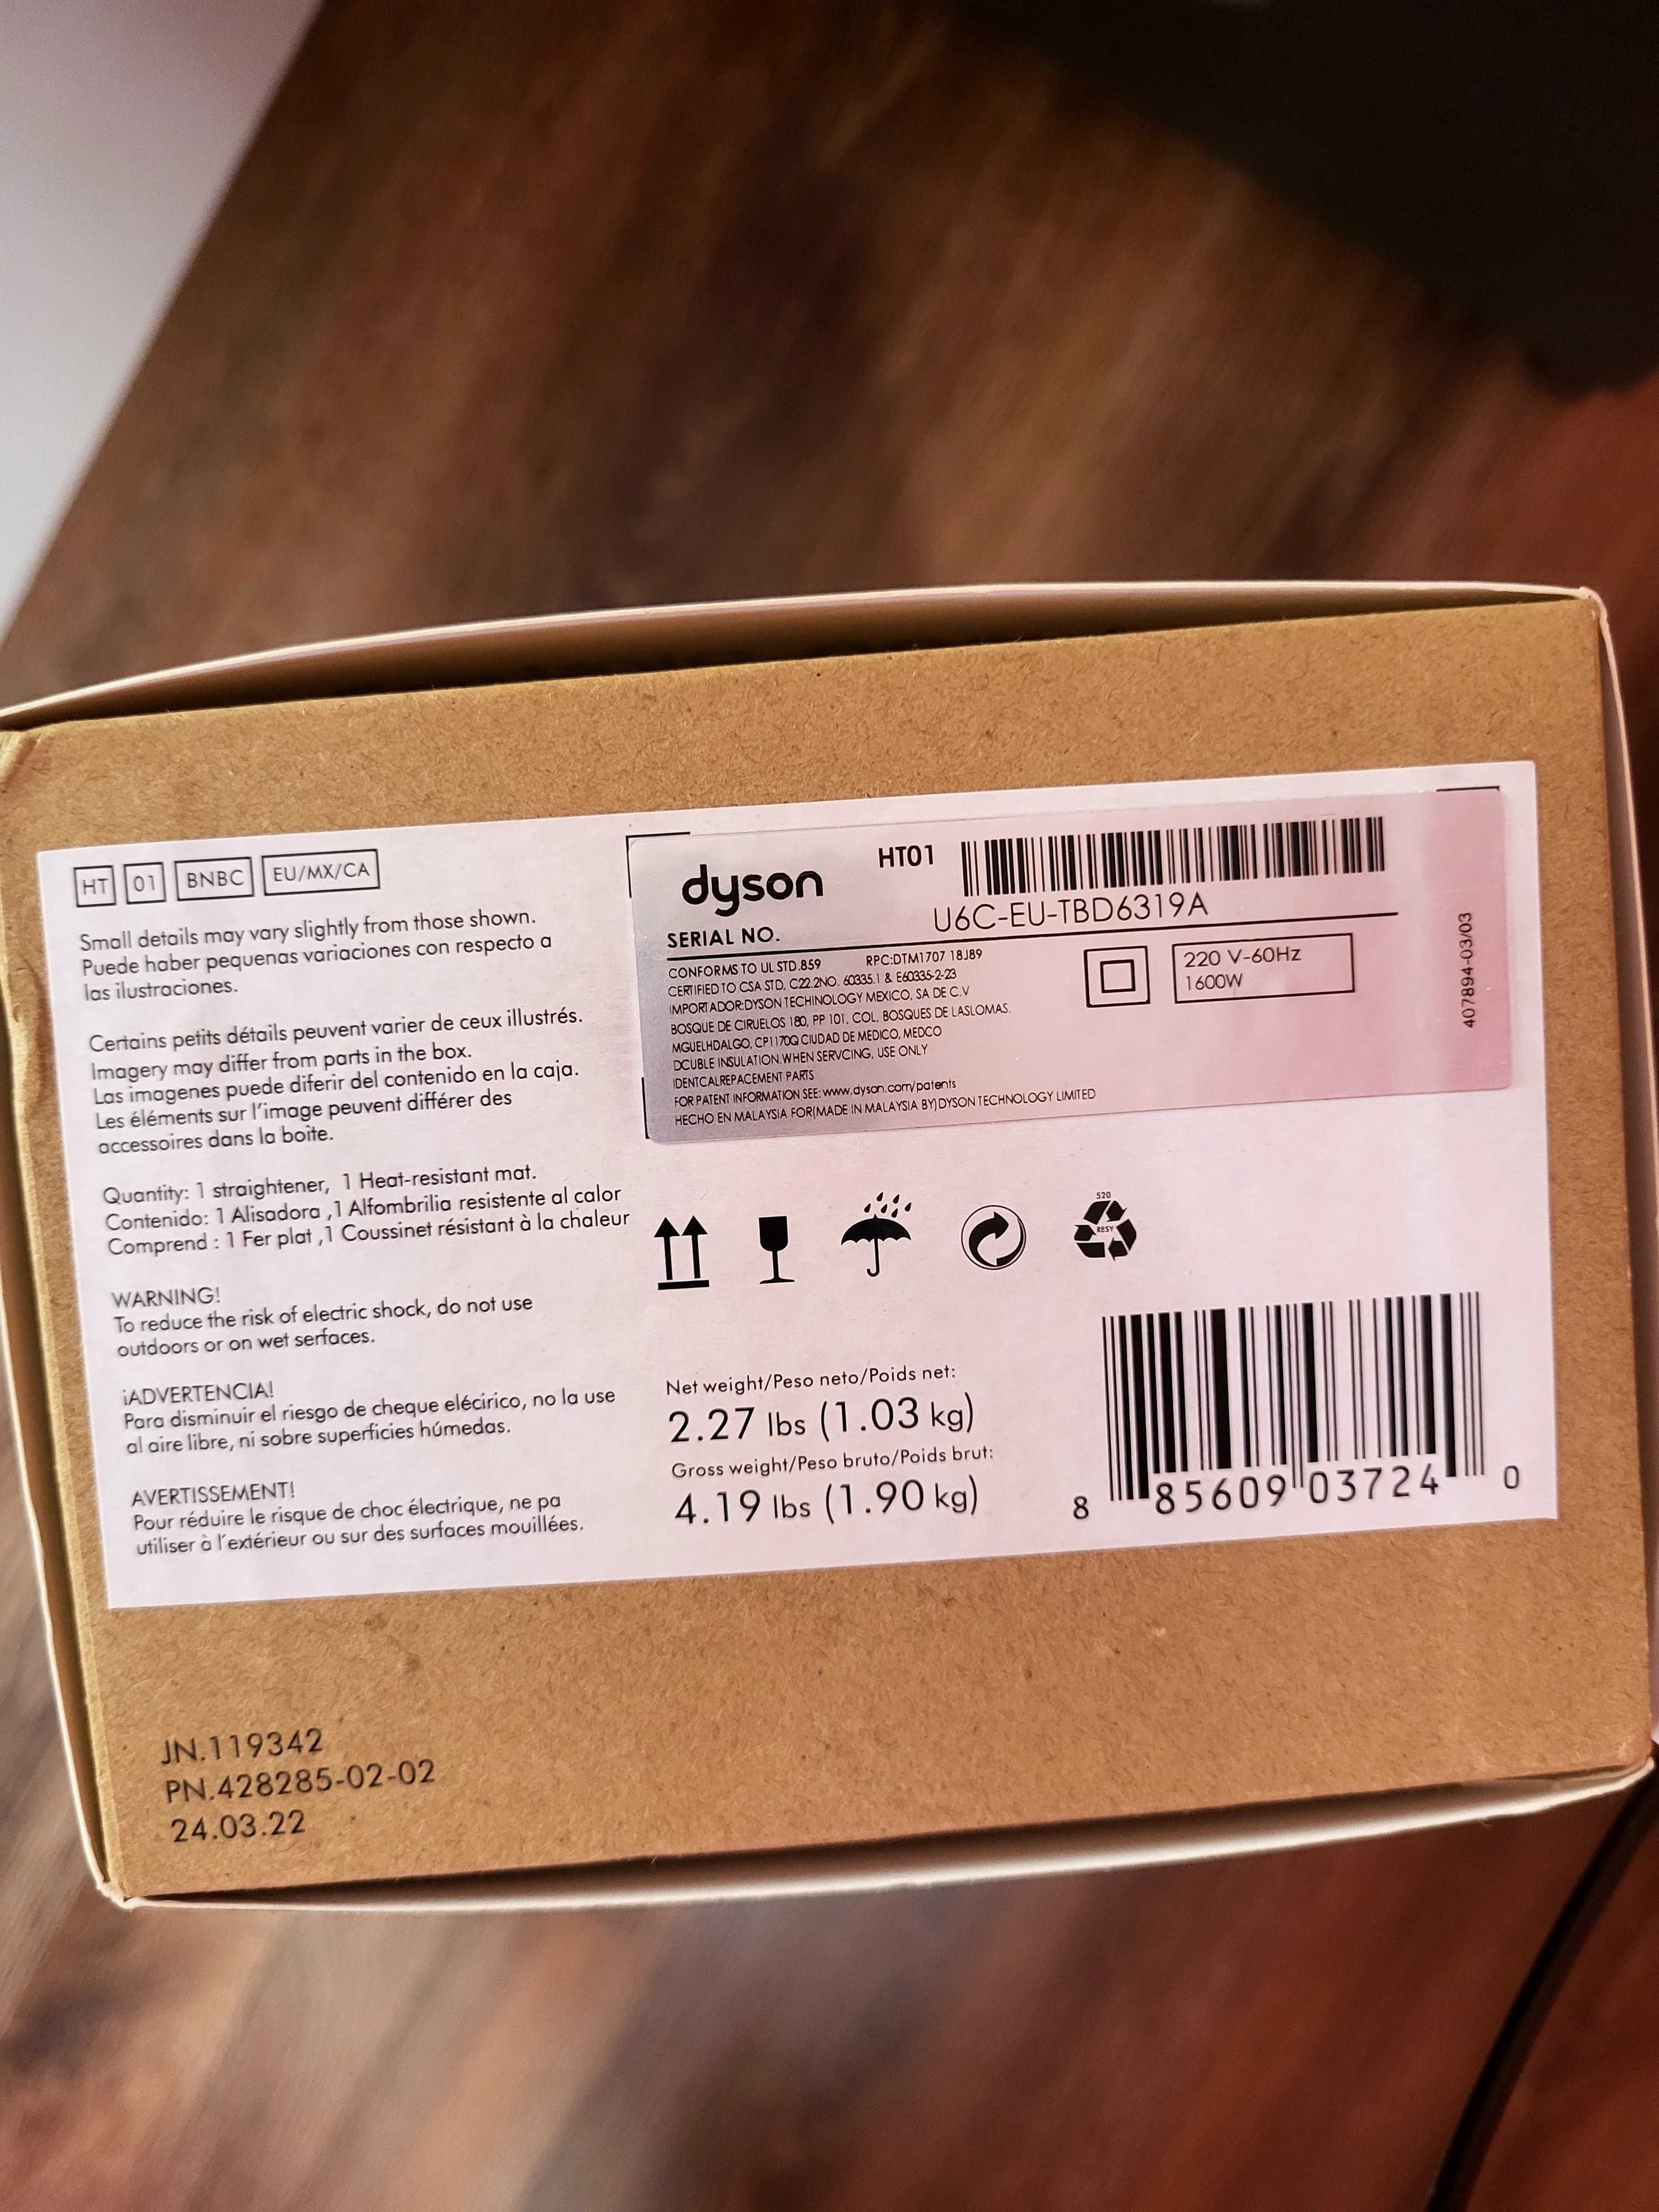 HT 01 BNBC EU/MX/CA
Small details may vary slightly from those shown.
Puede haber pequenas variaciones con respecto a
las ilustraciones.
Certains petits détails peuvent varier de ceux illustrés.
Imagery may differ from parts in the box.
Las imagenes puede diferir del contenido en la caja.
Les éléments sur l'image peuvent différer des
accessoires dans la boite.
Quantity: 1 straightener, 1 Heat-resistant mat.
Contenido: 1 Alisadora ,1 Alfombrilia resistente al calor
Comprend : 1 Fer plat ,1 Coussinet résistant à la chaleur
WARNING!
To reduce the risk of electric shock, do not use
outdoors or on wet serfaces.
¡ADVERTENCIA!
Para disminuir el riesgo de cheque elécirico, no la use
al aire libre, ni sobre superficies húmedas.
AVERTISSEMENT!
Pour réduire le risque de choc électrique, ne pa
utiliser à l'extérieur ou sur des surfaces mouillées.
dyson HT01
SERIAL NO. U6C-EU-TBD6319A
CONFORMS TO UL STD.859 RPC:DTM1707 18J89
CERTIFIED TO CSA STD, C22.2NO. 60335.1 & E60335-2-23
IMPORTADOR:DYSON TECHINOLOGY MEXICO, SA DE C.V
BOSQUE DE CIRUELOS 180, PP 101, COL, BOSQUES DE LASLOMAS.
MGUELHDALGO, CP1170Q CIUDAD DE MEDICO, MEDCO
DCUBLE INSULATION.WHEN SERVCING, USE ONLY
IDENTCALREPACEMENT PARTS
FOR PATENT INFORMATION SEE: www.dyson.com/patents
HECHO EN MALAYSIA FOR(MADE IN MALAYSIA BY)DYSON TECHNOLOGY LIMITED
220 V-60Hz
1600W
407894-03/03
520
RESY
Net weight/Peso neto/Poids net:
2.27 lbs (1.03 kg)
Gross weight/Peso bruto/Poids brut:
4.19 lbs (1.90 kg)
8 85609 03724 0
JN.119342
PN.428285-02-02
24.03.22